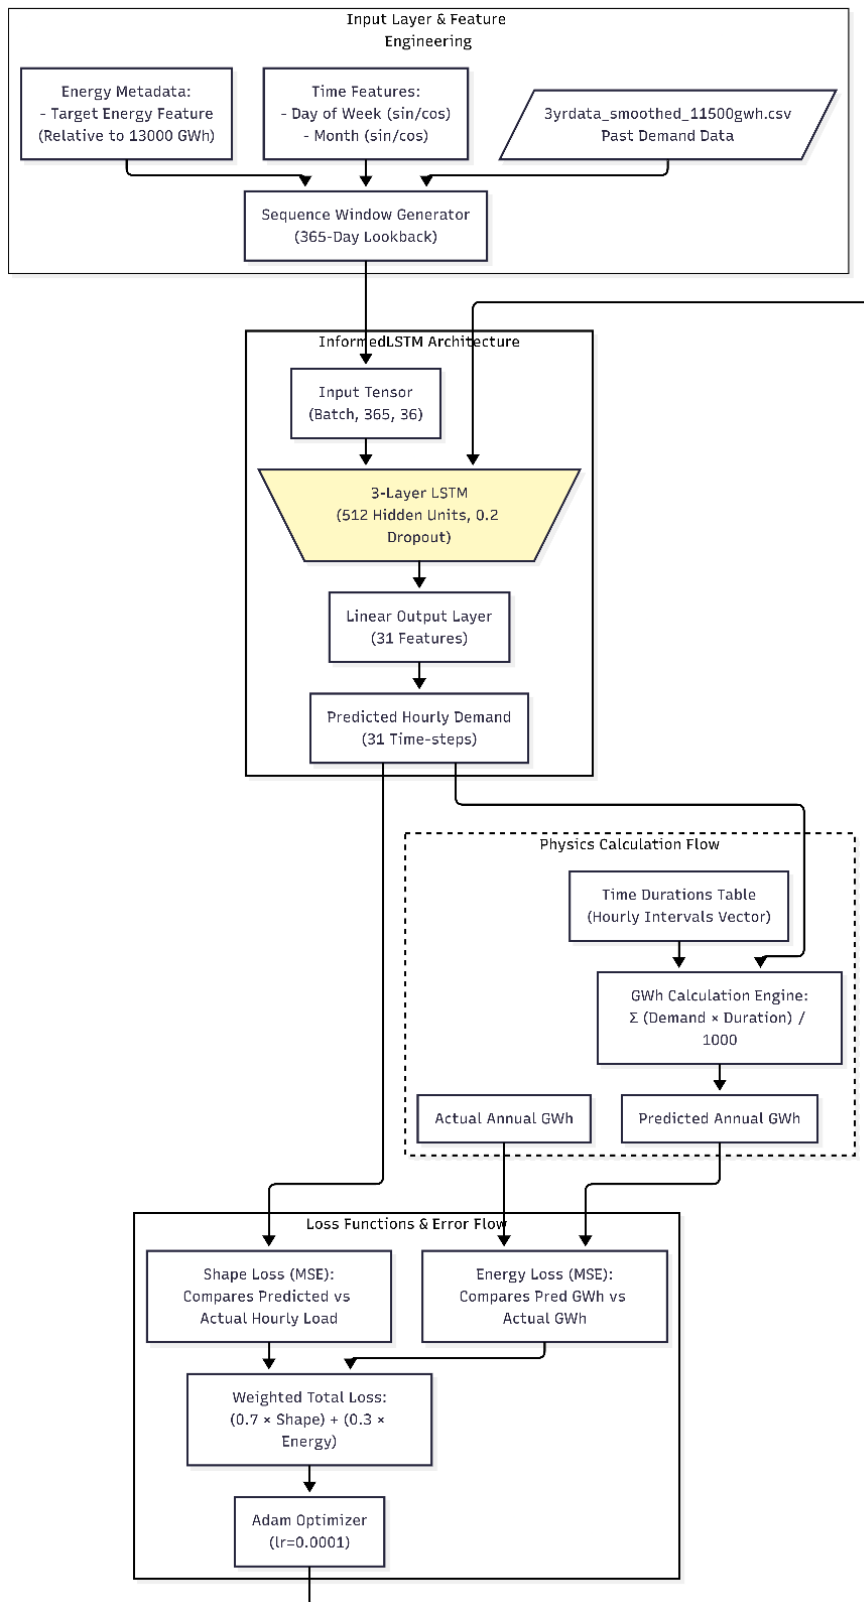 Input Layer & Feature
Engineering
Energy Metadata:
- Target Energy Feature
(Relative to 13000 GWh)
Time Features:
- Day of Week (sin/cos)
- Month (sin/cos)
3yrdata_smoothed_11500gwh.csv
Past Demand Data
Sequence Window Generator
(365-Day Lookback)
InformedLSTM Architecture
Input Tensor
(Batch, 365, 36)
3-Layer LSTM
(512 Hidden Units, 0.2
Dropout)
Linear Output Layer
(31 Features)
Predicted Hourly Demand
(31 Time-steps)
Physics Calculation Flow
Time Durations Table
(Hourly Intervals Vector)
GWh Calculation Engine:
Σ (Demand × Duration) /
1000
Actual Annual GWh
Predicted Annual GWh
Loss Functions & Error Flow
Shape Loss (MSE):
Compares Predicted vs
Actual Hourly Load
Energy Loss (MSE):
Compares Pred GWh vs
Actual GWh
Weighted Total Loss:
(0.7 × Shape) + (0.3 ×
Energy)
Adam Optimizer
(lr=0.0001)